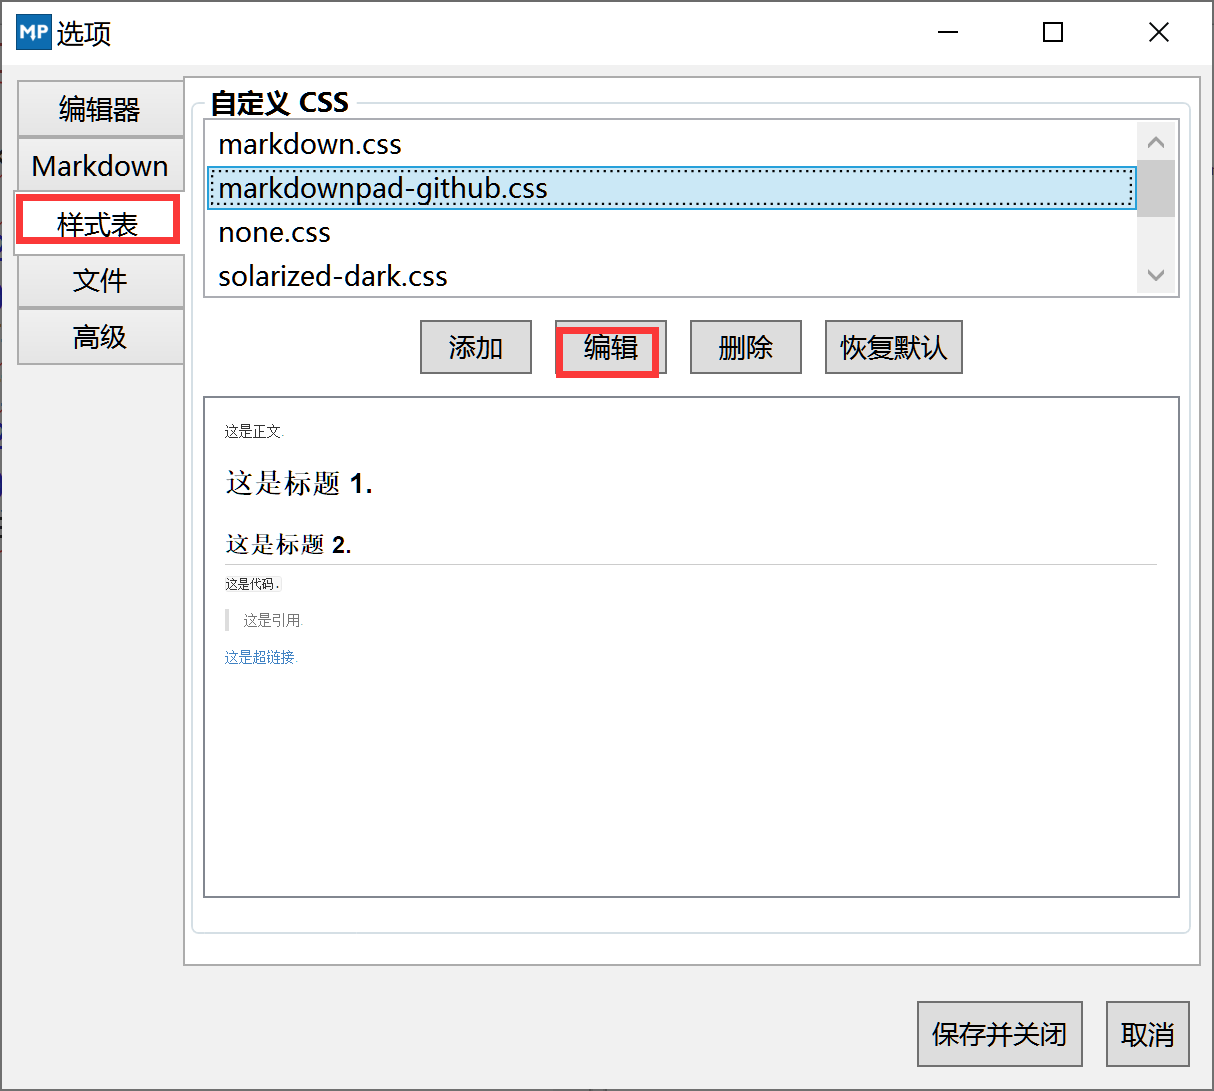 MP 选项
编辑器
Markdown
样式表
文件
高级
自定义 CSS
markdown.css
markdownpad-github.css
none.css
solarized-dark.css
添加 编辑 删除 恢复默认
这是正文.
这是标题 1.
这是标题 2.
这是代码.
这是引用.
这是超链接.
保存并关闭 取消